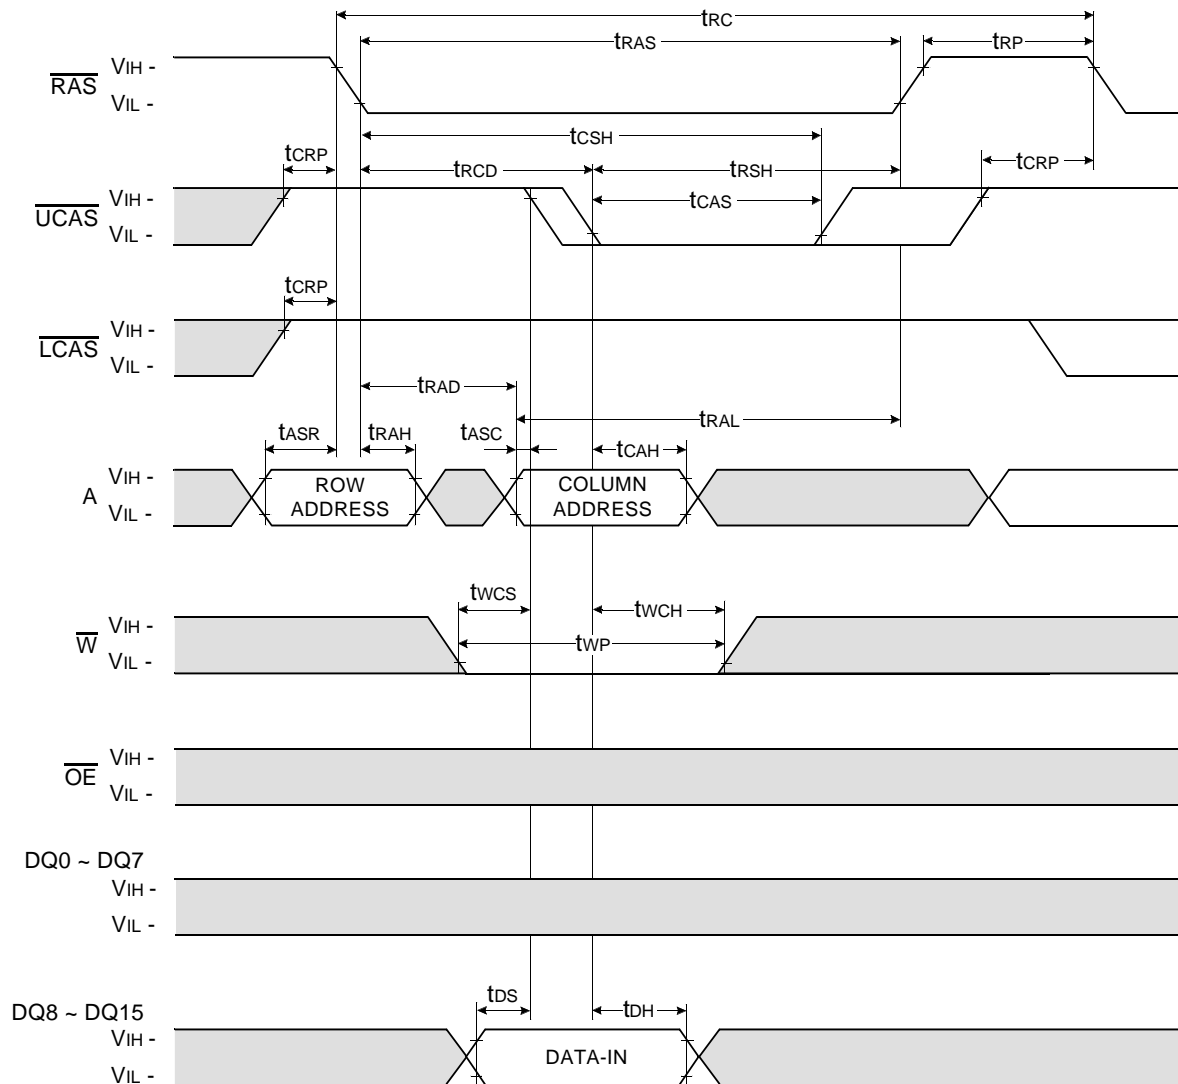 tRC
tRAS
tRP
RAS
VIH -
VIL -
tCSH
tCRP
tRCD
tRSH
tCRP
UCAS
VIH -
VIL -
tCAS
tCRP
LCAS
VIH -
VIL -
tRAD
tRAL
tASR
tRAH
tASC
tCAH
A
VIH -
VIL -
ROW
ADDRESS
COLUMN
ADDRESS
tWCS
tWCH
W
VIH -
VIL -
tWP
OE
VIH -
VIL -
DQ0 ~ DQ7
VIH -
VIL -
tDS
tDH
DQ8 ~ DQ15
VIH -
VIL -
DATA-IN